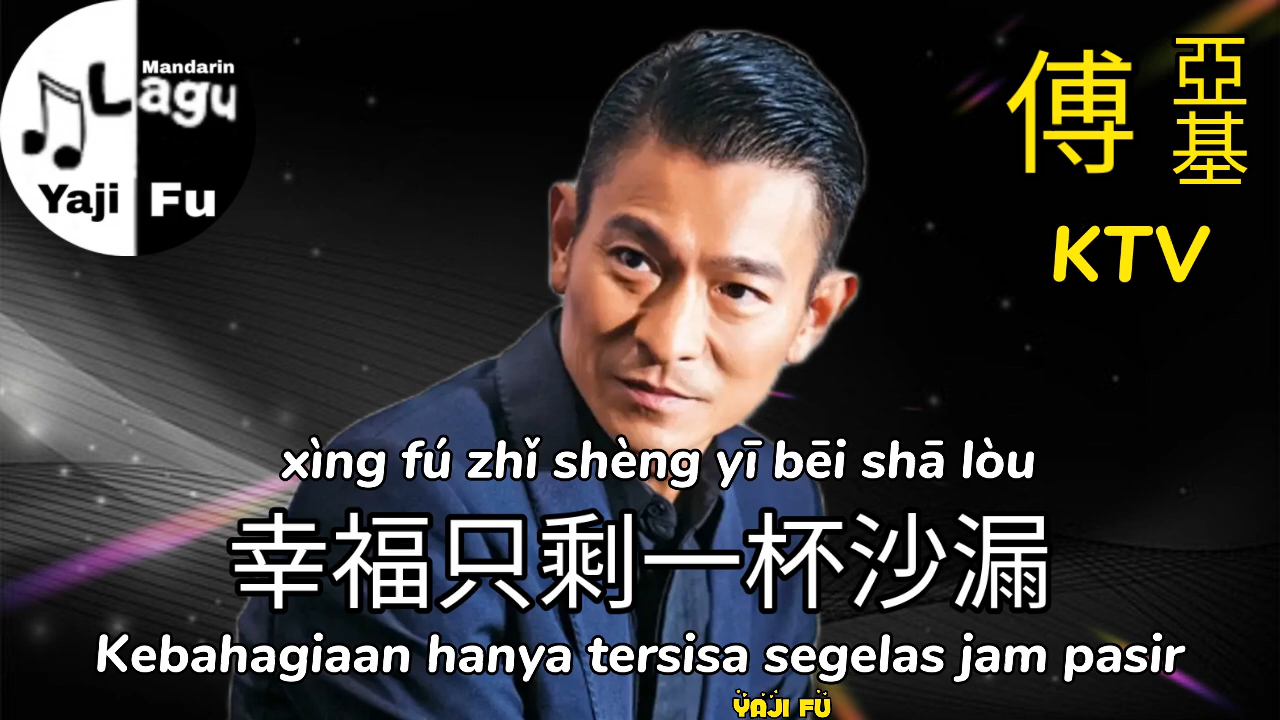 Mandarin
Lagu
Yaji Fu
傅
亞基
KTV
xìng fú zhǐ shèng yī bēi shā lòu
幸福只剩一杯沙漏
Kebahagiaan hanya tersisa segelas jam pasir
YAJI FU